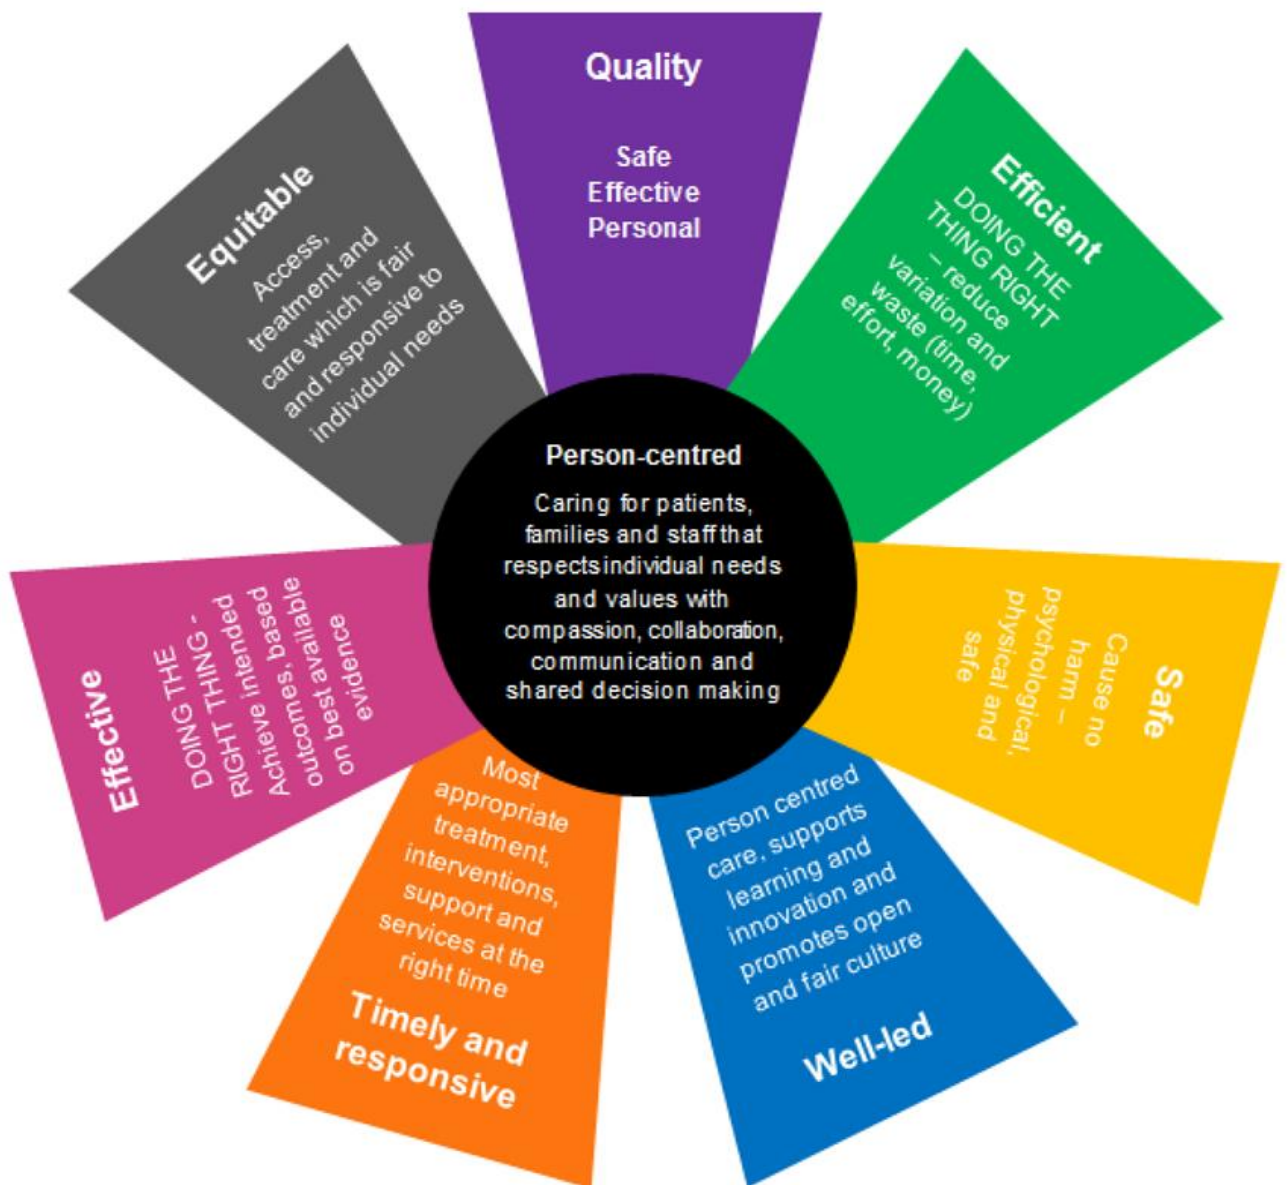 Quality
Safe
Effective
Personal
Efficient
DOING THE
THING RIGHT
– reduce
variation and
waste (time,
effort, money)
Safe
Cause no
harm –
psychological,
physical and
safe
Well-led
Person centred
care, supports
learning and
innovation and
promotes open
and fair culture
Most
appropriate
treatment,
interventions,
support and
services at the
right time
Timely and
responsive
Effective
DOING THE
RIGHT THING -
Achieve intended
outcomes, based
on best available
evidence
Equitable
Access,
treatment and
care which is fair
and responsive to
individual needs
Person-centred
Caring for patients,
families and staff that
respects individual needs
and values with
compassion, collaboration,
communication and
shared decision making